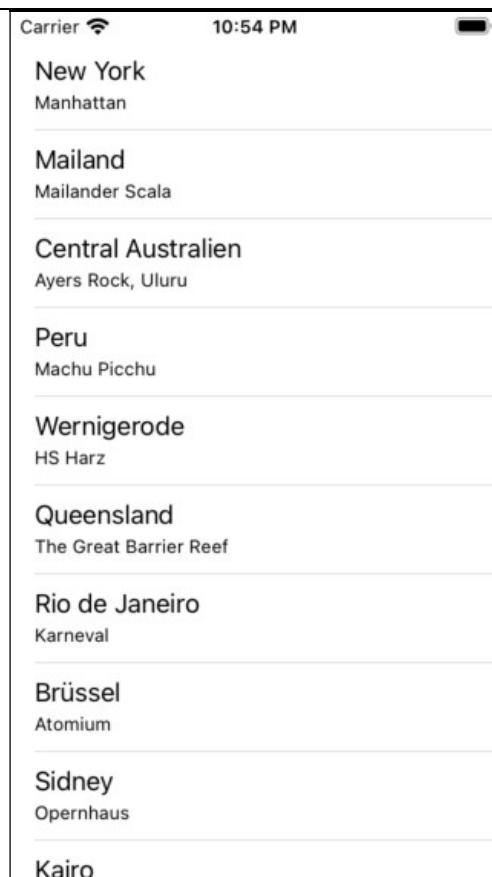 Carrier 10:54 PM
New York
Manhattan
Mailand
Mailander Scala
Central Australien
Ayers Rock, Uluru
Peru
Machu Picchu
Wernigerode
HS Harz
Queensland
The Great Barrier Reef
Rio de Janeiro
Karneval
Brüssel
Atomium
Sidney
Opernhaus
Kairo